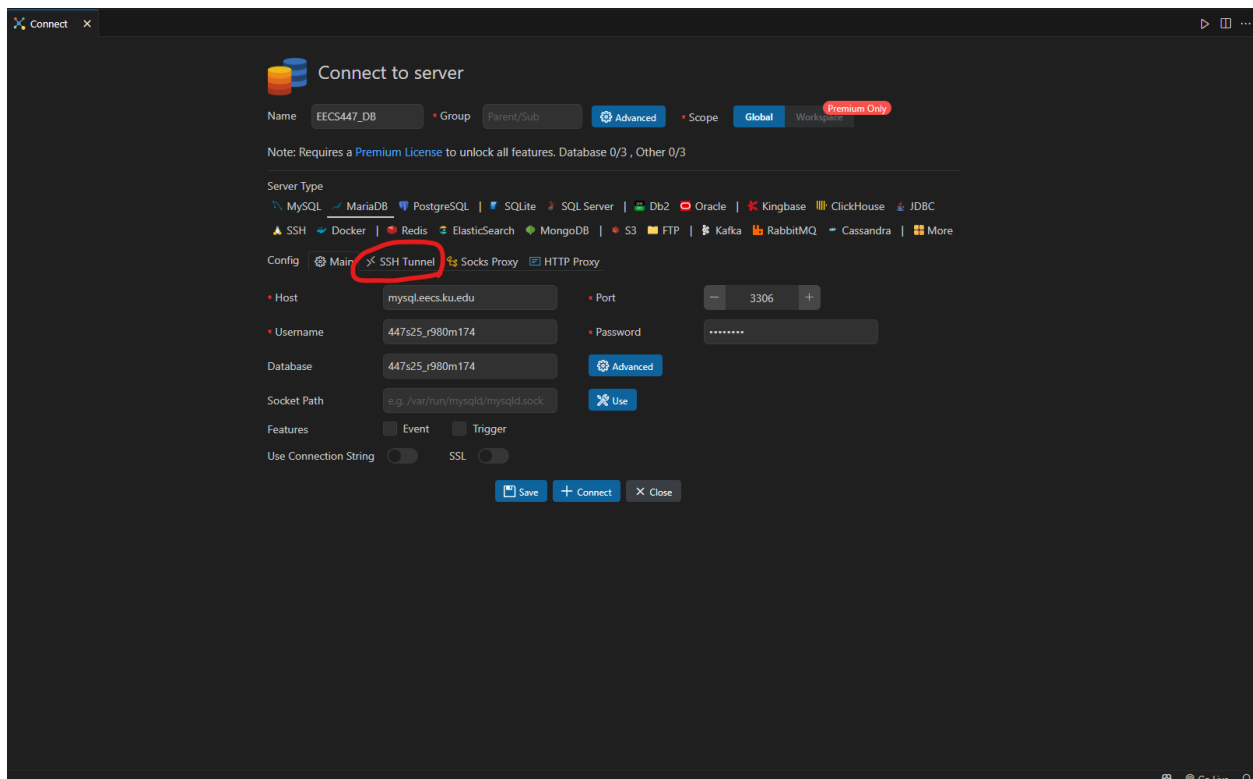 Connect
Connect to server
Name EECS447_DB * Group Parent/Sub Advanced * Scope Global Workspace Premium Only
Note: Requires a Premium License to unlock all features. Database 0/3 , Other 0/3
Server Type
MySQL MariaDB PostgreSQL | SQLite SQL Server | Db2 Oracle | Kingbase ClickHouse JDBC
SSH Docker | Redis ElasticSearch MongoDB | S3 FTP | Kafka RabbitMQ Cassandra | More
Config Main SSH Tunnel Socks Proxy HTTP Proxy
* Host mysql.eecs.ku.edu * Port 3306
* Username 447s25_r980m174 * Password ••••••••
Database 447s25_r980m174 Advanced
Socket Path e.g. /var/run/mysqld/mysqld.sock Use
Features Event Trigger
Use Connection String SSL
Save + Connect Close
Go Live